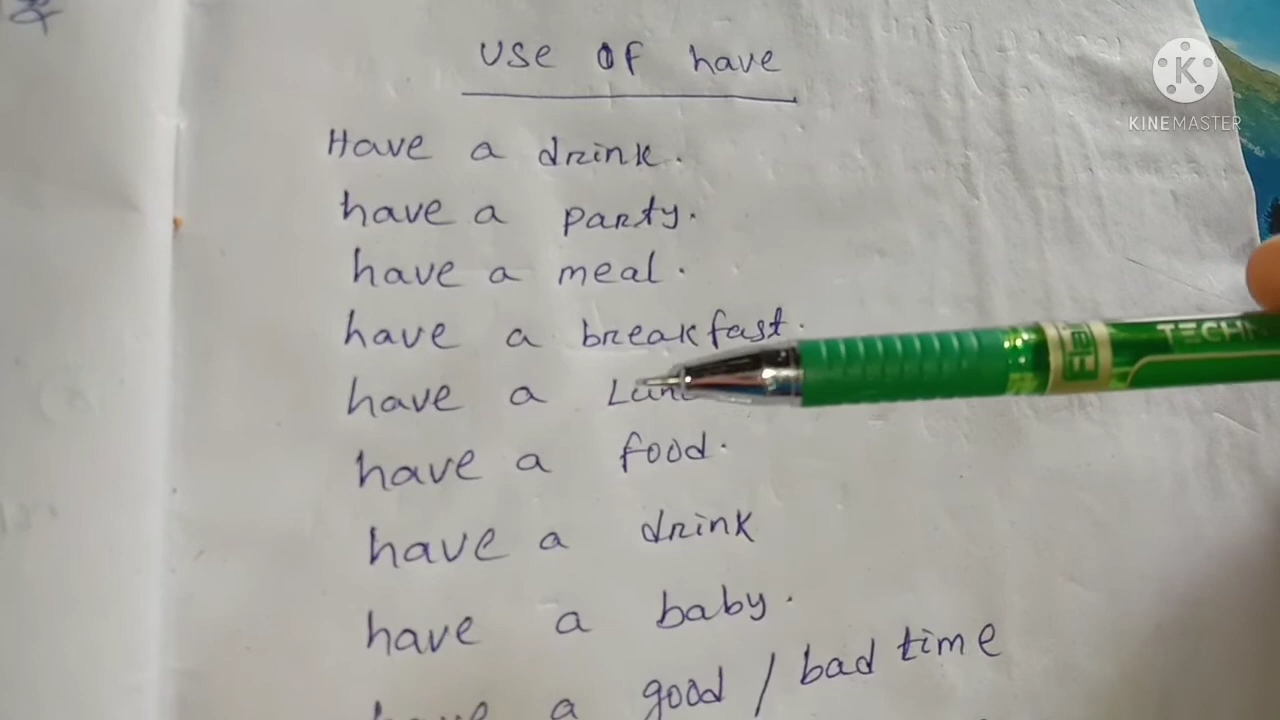 use of have
Have a drink.
have a party.
have a meal.
have a breakfast.
have a
have a food.
have a drink
have a baby.
have a good / bad time
K
KINEMASTER
Flair